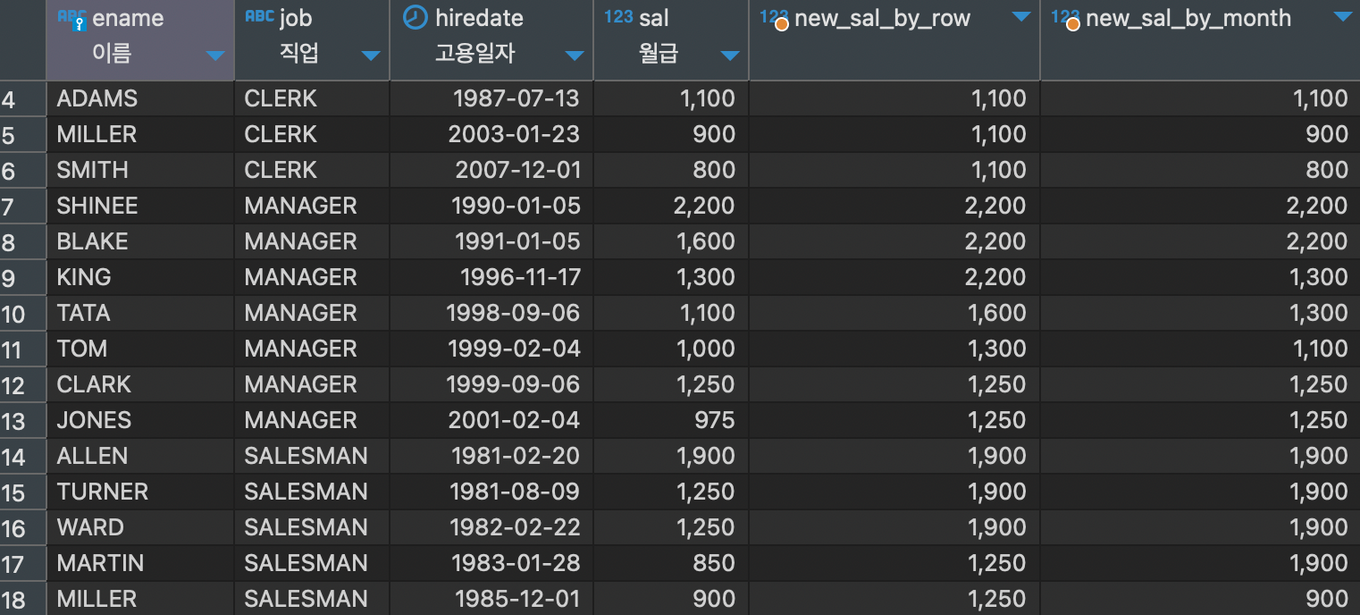 ABC ename ABC job hiredate 123 sal 123 new_sal_by_row 123 new_sal_by_month
이름 직업 고용일자 월급
4 ADAMS CLERK 1987-07-13 1,100 1,100 1,100
5 MILLER CLERK 2003-01-23 900 1,100 900
6 SMITH CLERK 2007-12-01 800 1,100 800
7 SHINEE MANAGER 1990-01-05 2,200 2,200 2,200
8 BLAKE MANAGER 1991-01-05 1,600 2,200 2,200
9 KING MANAGER 1996-11-17 1,300 2,200 1,300
10 TATA MANAGER 1998-09-06 1,100 1,600 1,300
11 TOM MANAGER 1999-02-04 1,000 1,300 1,100
12 CLARK MANAGER 1999-09-06 1,250 1,250 1,250
13 JONES MANAGER 2001-02-04 975 1,250 1,250
14 ALLEN SALESMAN 1981-02-20 1,900 1,900 1,900
15 TURNER SALESMAN 1981-08-09 1,250 1,900 1,900
16 WARD SALESMAN 1982-02-22 1,250 1,900 1,900
17 MARTIN SALESMAN 1983-01-28 850 1,250 1,900
18 MILLER SALESMAN 1985-12-01 900 1,250 900